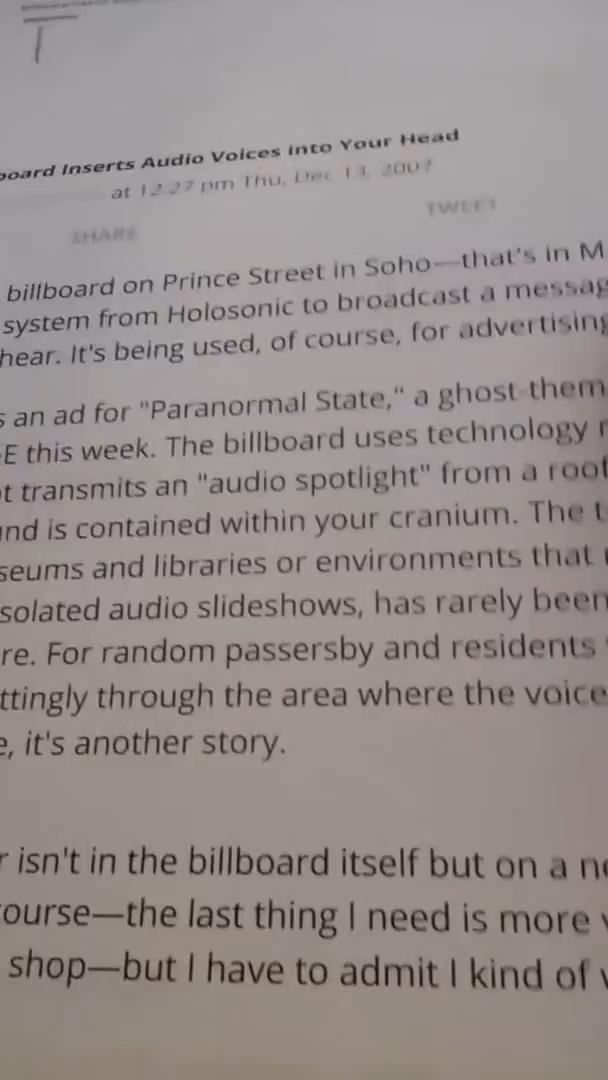 board Inserts Audio Voices into Your Head
at 12:27 pm Thu, Dec 13, 2007
SHARE
TWEET
billboard on Prince Street in Soho—that's in M
system from Holosonic to broadcast a messag
hear. It's being used, of course, for advertising
s an ad for "Paranormal State," a ghost-them
E this week. The billboard uses technology
t transmits an "audio spotlight" from a roof
nd is contained within your cranium. The t
seums and libraries or environments that
solated audio slideshows, has rarely been
re. For random passersby and residents
ttingly through the area where the voice
e, it's another story.
r isn't in the billboard itself but on a ne
ourse—the last thing I need is more
shop—but I have to admit I kind of